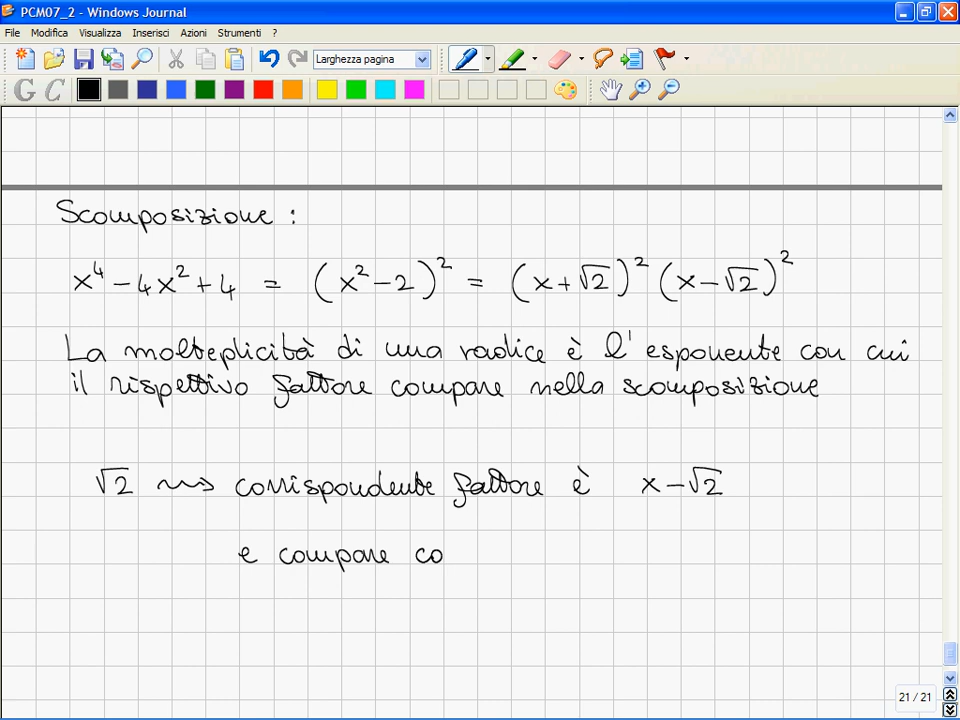 PCM07_2 - Windows Journal
File Modifica Visualizza Inserisci Azioni Strumenti ?
Larghezza pagina
G C
Scomposizione :
x⁴ - 4x² + 4 = (x² - 2)² = (x + √2)² (x - √2)²
La molteplicità di una radice è l'esponente con cui
il rispettivo fattore compare nella scomposizione
√2 ⇝ corrispondente fattore è x - √2
e compare co
21 / 21